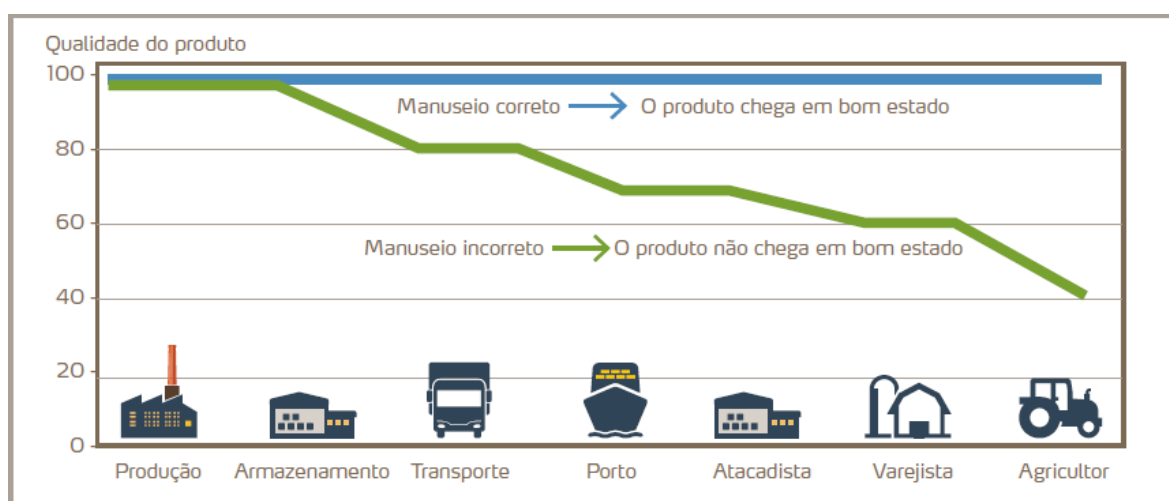 Qualidade do produto
100
Manuseio correto → O produto chega em bom estado
80
60
Manuseio incorreto → O produto não chega em bom estado
40
20
0
Produção Armazenamento Transporte Porto Atacadista Varejista Agricultor